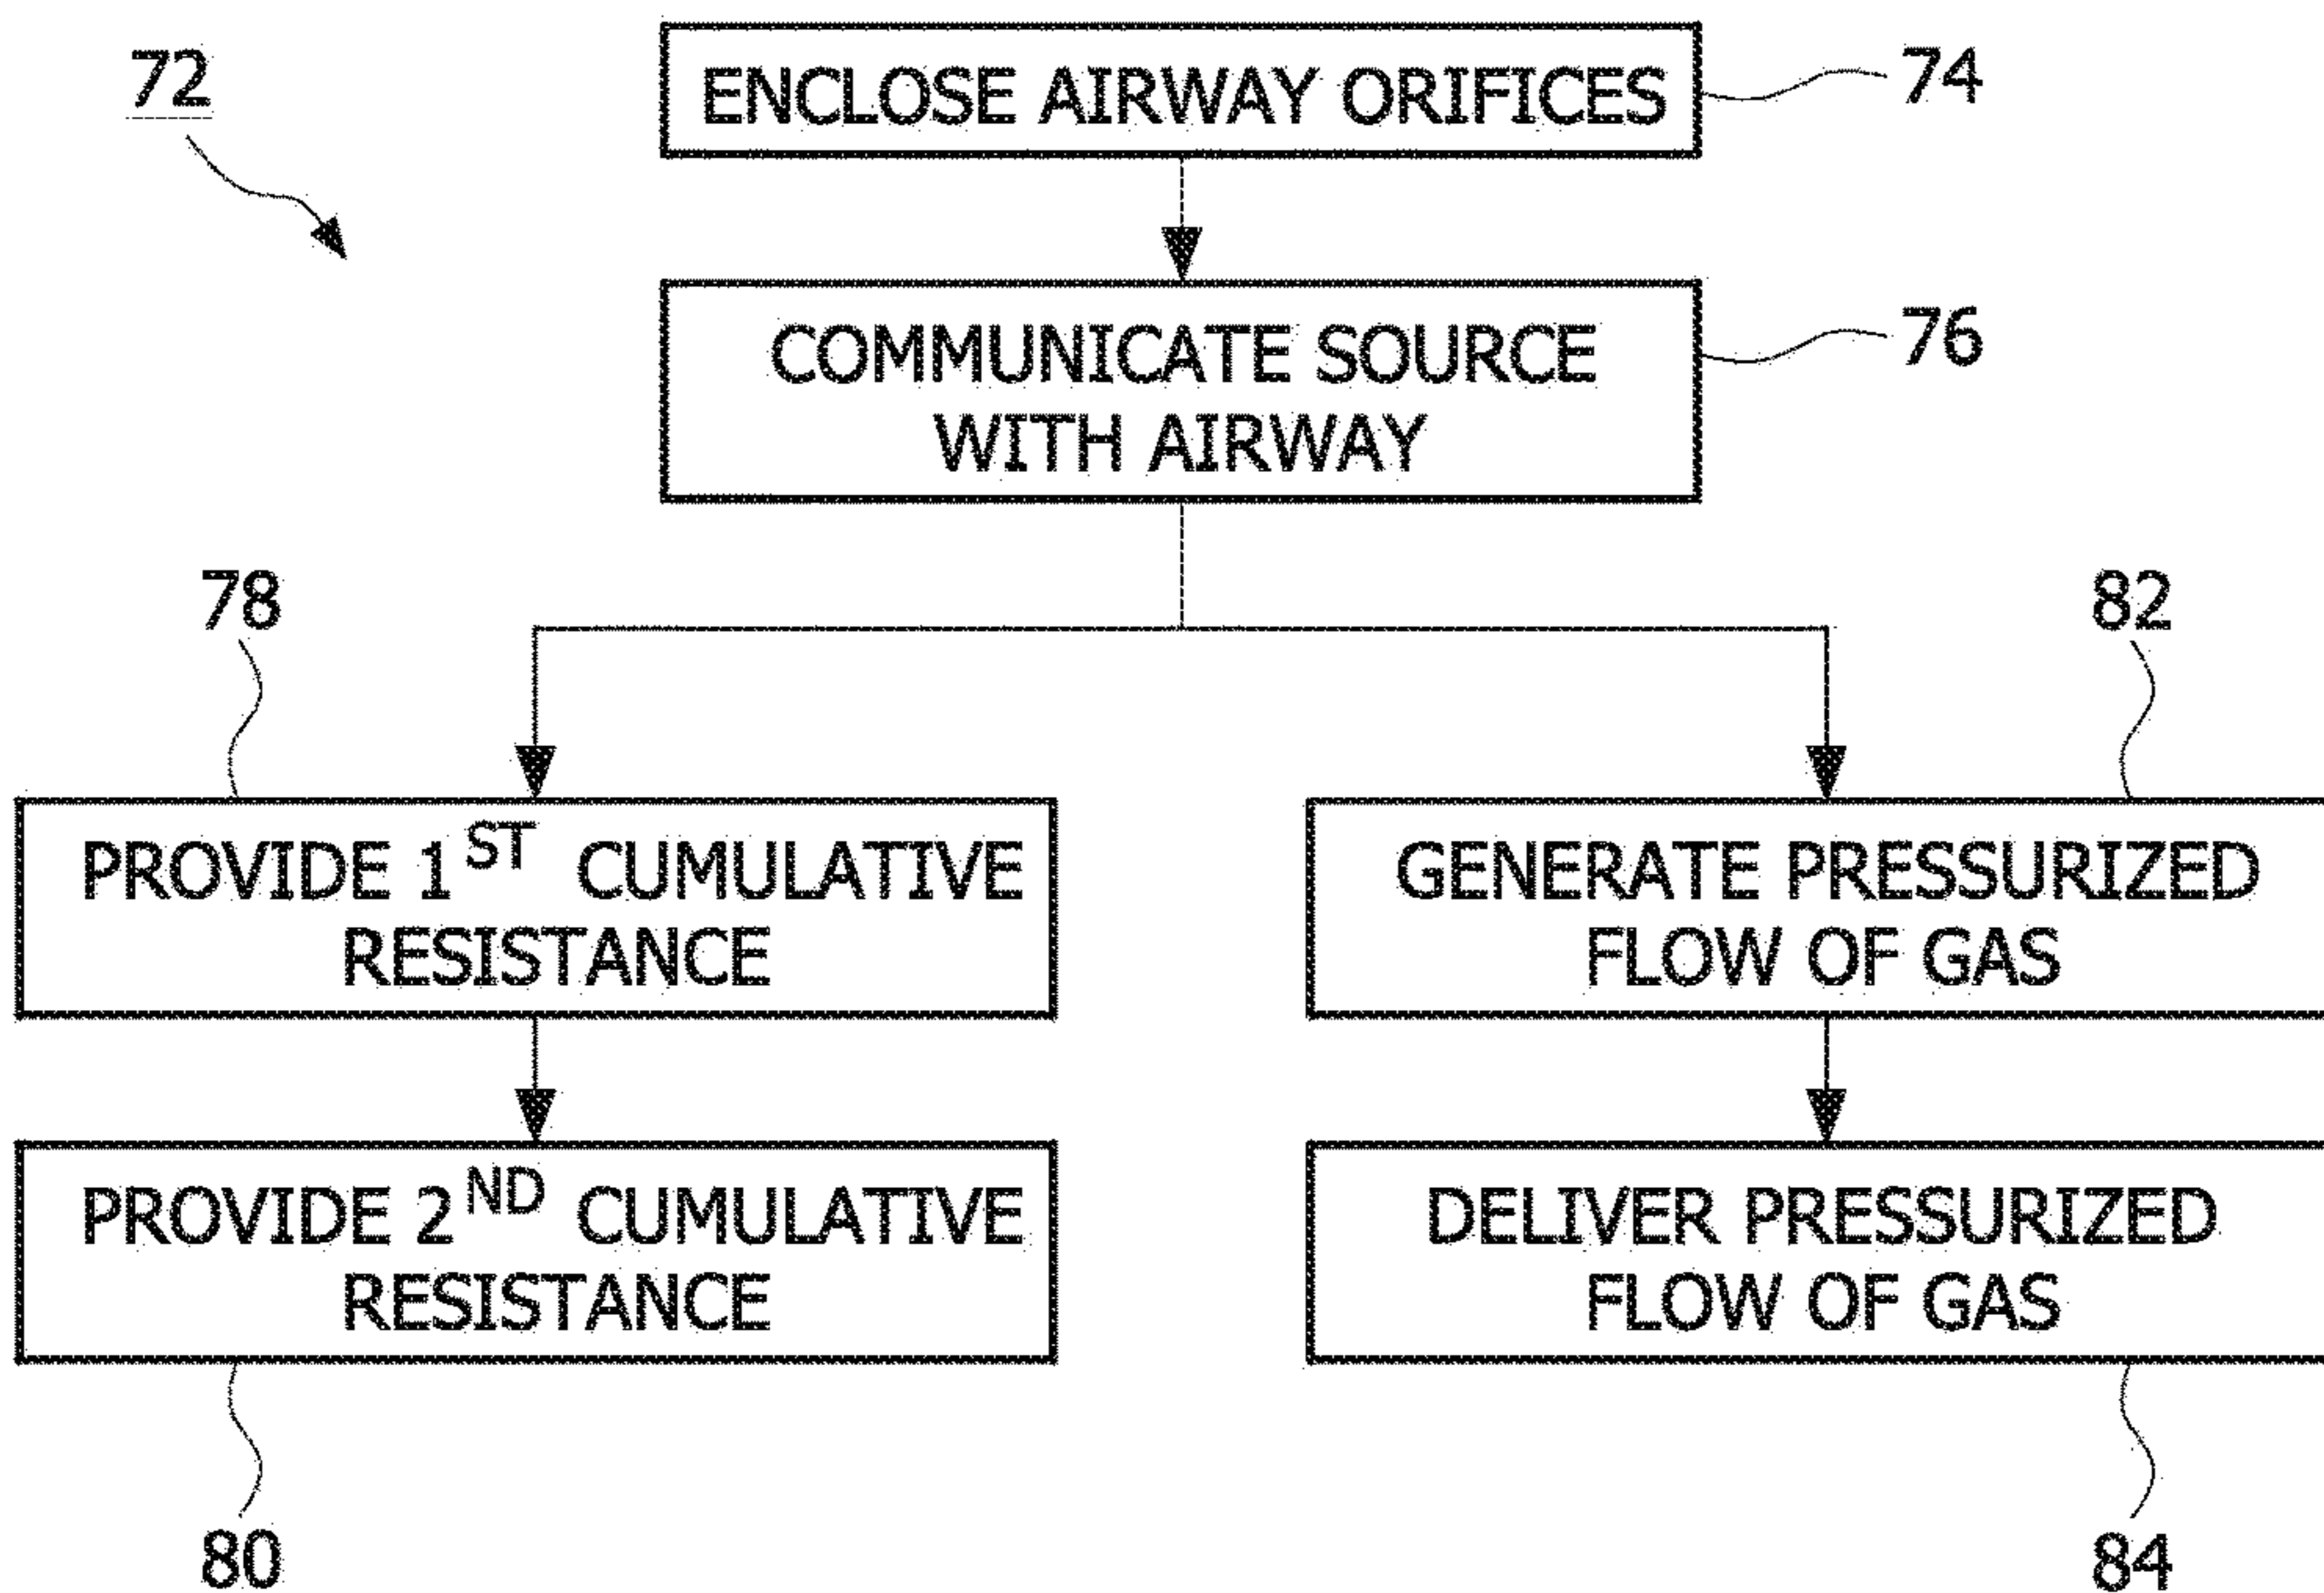 72
ENCLOSE AIRWAY ORIFICES
74
COMMUNICATE SOURCE
WITH AIRWAY
76
78
82
PROVIDE 1ST CUMULATIVE
RESISTANCE
GENERATE PRESSURIZED
FLOW OF GAS
PROVIDE 2ND CUMULATIVE
RESISTANCE
DELIVER PRESSURIZED
FLOW OF GAS
80
84